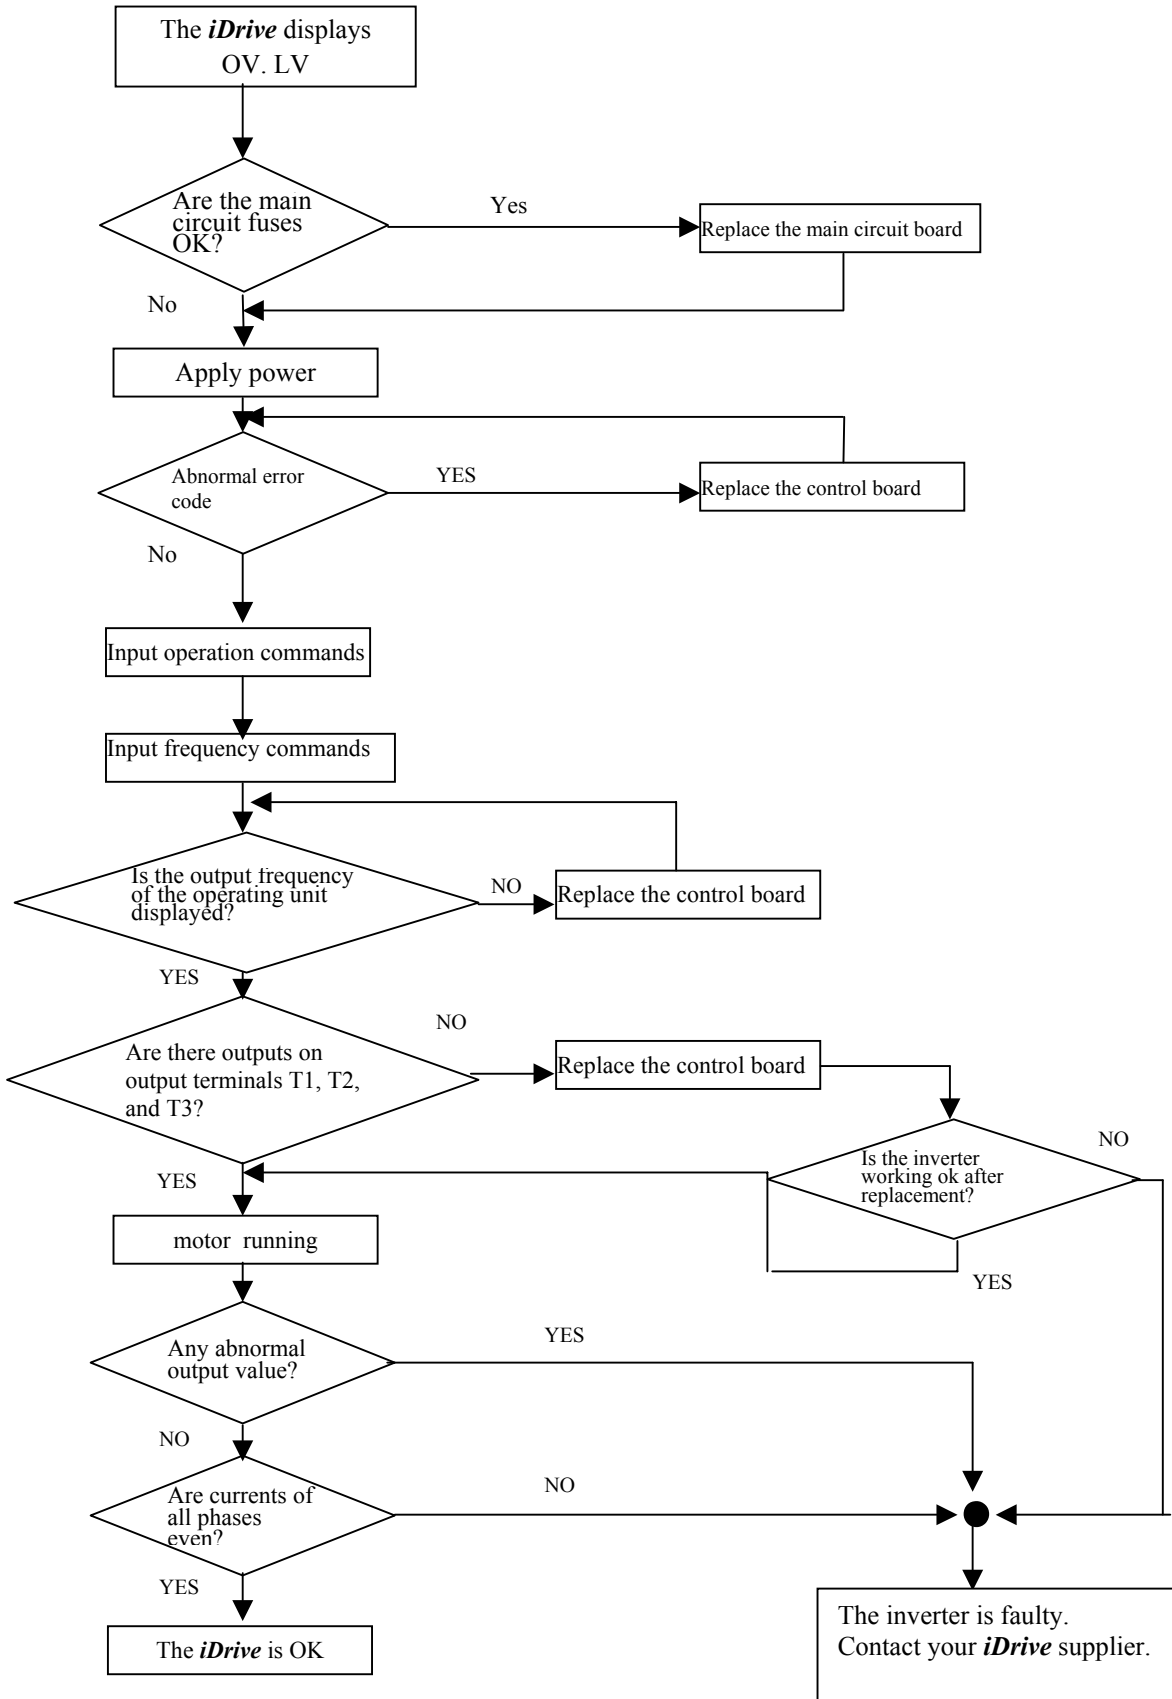 The iDrive displays
OV. LV
Are the main
circuit fuses
OK?
Yes
Replace the main circuit board
No
Apply power
Abnormal error
code
YES
Replace the control board
No
Input operation commands
Input frequency commands
Is the output frequency
of the operating unit
displayed?
NO
Replace the control board
YES
Are there outputs on
output terminals T1, T2,
and T3?
NO
Replace the control board
Is the inverter
working ok after
replacement?
NO
YES
YES
motor running
Any abnormal
output value?
YES
NO
Are currents of
all phases
even?
NO
YES
The iDrive is OK
The inverter is faulty.
Contact your iDrive supplier.